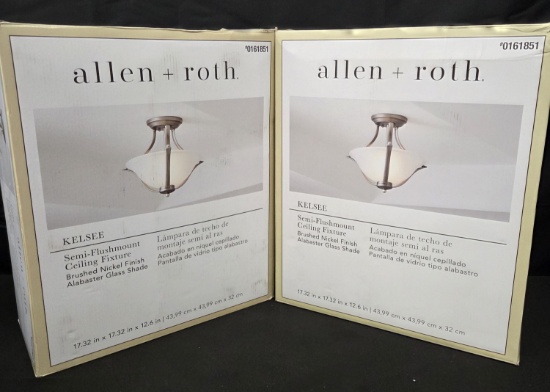 #0161851
allen + roth.
KELSEE
Semi-Flushmount
Ceiling Fixture
Brushed Nickel Finish
Alabaster Glass Shade
Lámpara de techo de
montaje semi al ras
Acabado en níquel cepillado
Pantalla de vidrio tipo alabastro
17.32 in x 17.32 in x 12.6 in | 43,99 cm x 43,99 cm x 32 cm
#0161851
allen + roth.
KELSEE
Semi-Flushmount
Ceiling Fixture
Brushed Nickel Finish
Alabaster Glass Shade
Lámpara de techo de
montaje semi al ras
Acabado en níquel cepillado
Pantalla de vidrio tipo alabastro
17.32 in x 17.32 in x 12.6 in | 43,99 cm x 43,99 cm x 32 cm